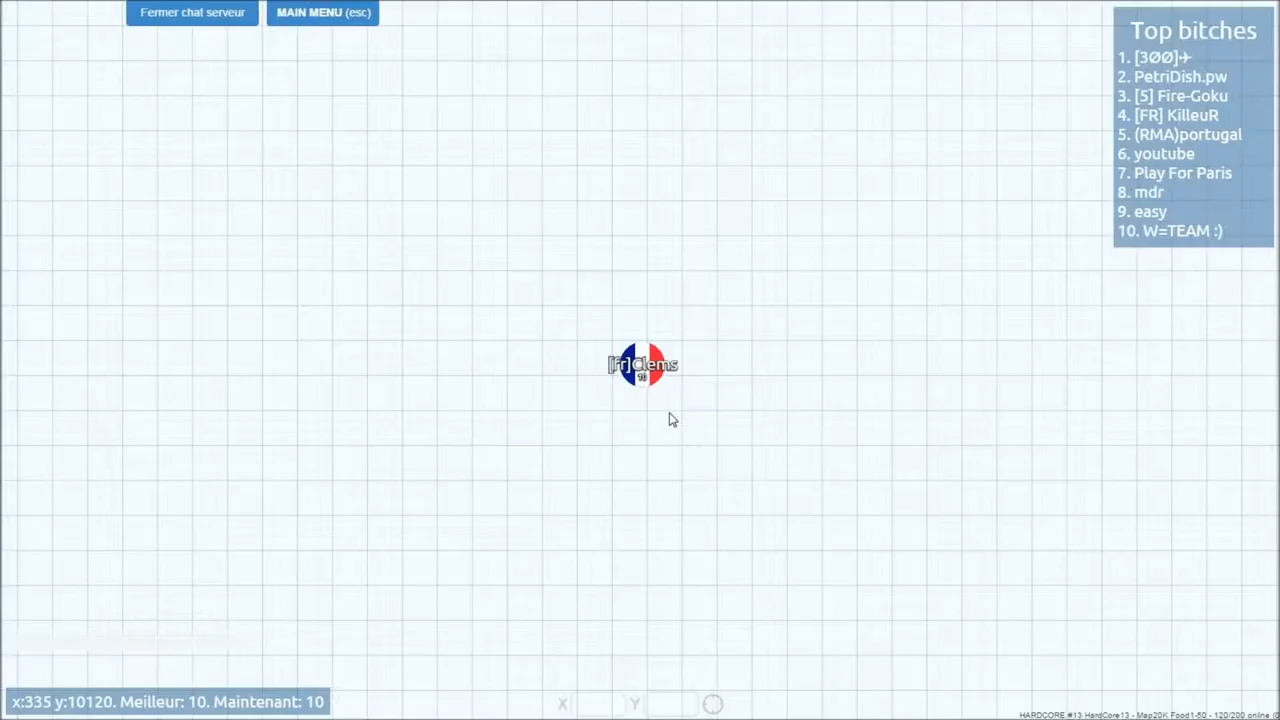 Fermer chat serveur
MAIN MENU (esc)
Top bitches
1. [3ØØ]✈
2. PetriDish.pw
3. [5] Fire-Goku
4. [FR] KilleuR
5. (RMA)portugal
6. youtube
7. Play For Paris
8. mdr
9. easy
10. W=TEAM :)
[fr]Clems
10
x:335 y:10120. Meilleur: 10. Maintenant: 10
X
Y
HARDCORE #13 HardCore13 - Map20K Food1-50 - 120/200 online